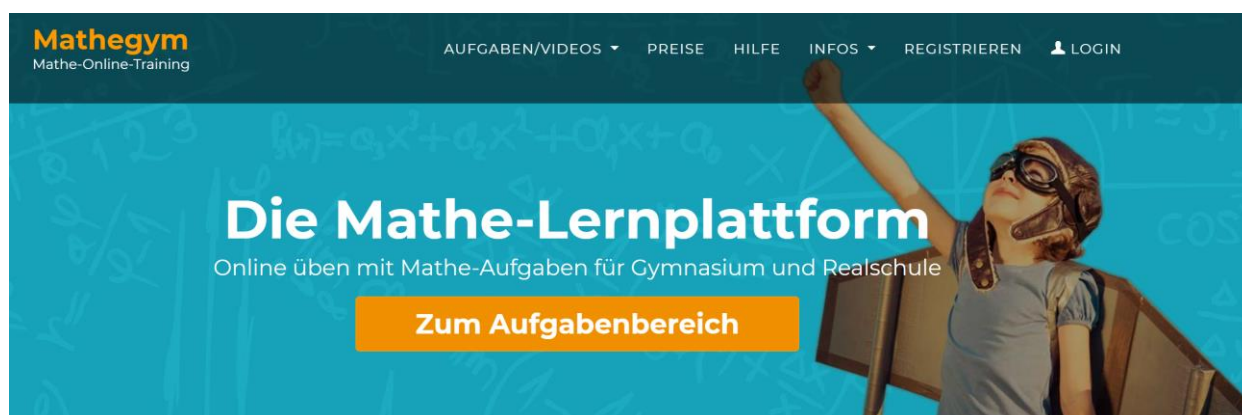 Mathegym
Mathe-Online-Training
AUFGABEN/VIDEOS PREISE HILFE INFOS REGISTRIEREN LOGIN
Die Mathe-Lernplattform
Online üben mit Mathe-Aufgaben für Gymnasium und Realschule
Zum Aufgabenbereich